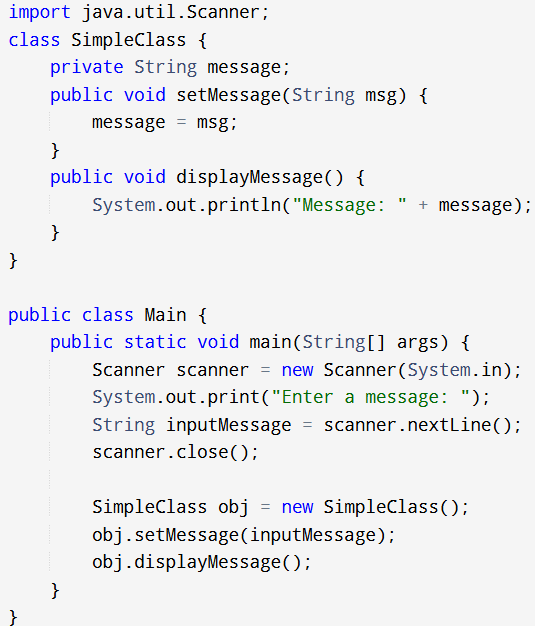 import java.util.Scanner;
class SimpleClass {
    private String message;
    public void setMessage(String msg) {
        message = msg;
    }
    public void displayMessage() {
        System.out.println("Message: " + message);
    }
}

public class Main {
    public static void main(String[] args) {
        Scanner scanner = new Scanner(System.in);
        System.out.print("Enter a message: ");
        String inputMessage = scanner.nextLine();
        scanner.close();

        SimpleClass obj = new SimpleClass();
        obj.setMessage(inputMessage);
        obj.displayMessage();
    }
}